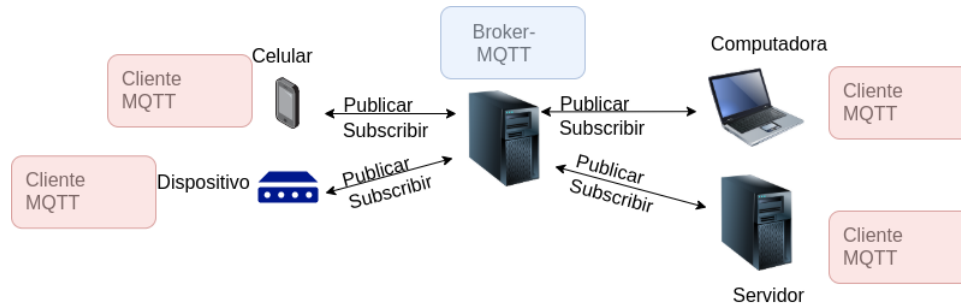 Broker-
MQTT
Celular
Cliente
MQTT
Publicar
Subscribir
Publicar
Subscribir
Computadora
Cliente
MQTT
Cliente
MQTT
Dispositivo
Publicar
Subscribir
Publicar
Subscribir
Cliente
MQTT
Servidor